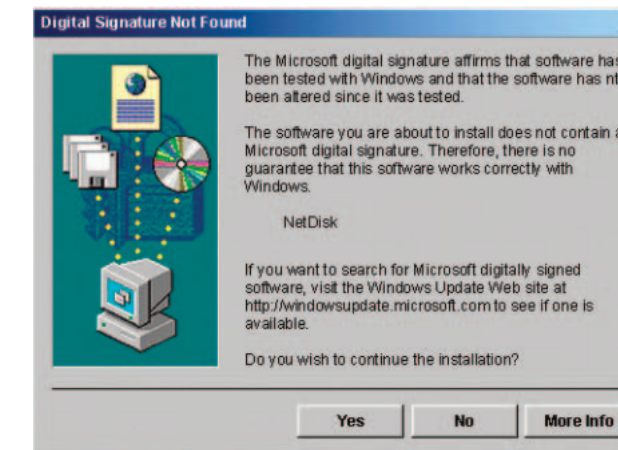 Digital Signature Not Found
The Microsoft digital signature affirms that software has
been tested with Windows and that the software has nt
been altered since it was tested.
The software you are about to install does not contain a
Microsoft digital signature. Therefore, there is no
guarantee that this software works correctly with
Windows.
NetDisk
If you want to search for Microsoft digitally signed
software, visit the Windows Update Web site at
http://windowsupdate.microsoft.com to see if one is
available.
Do you wish to continue the installation?
Yes
No
More Info